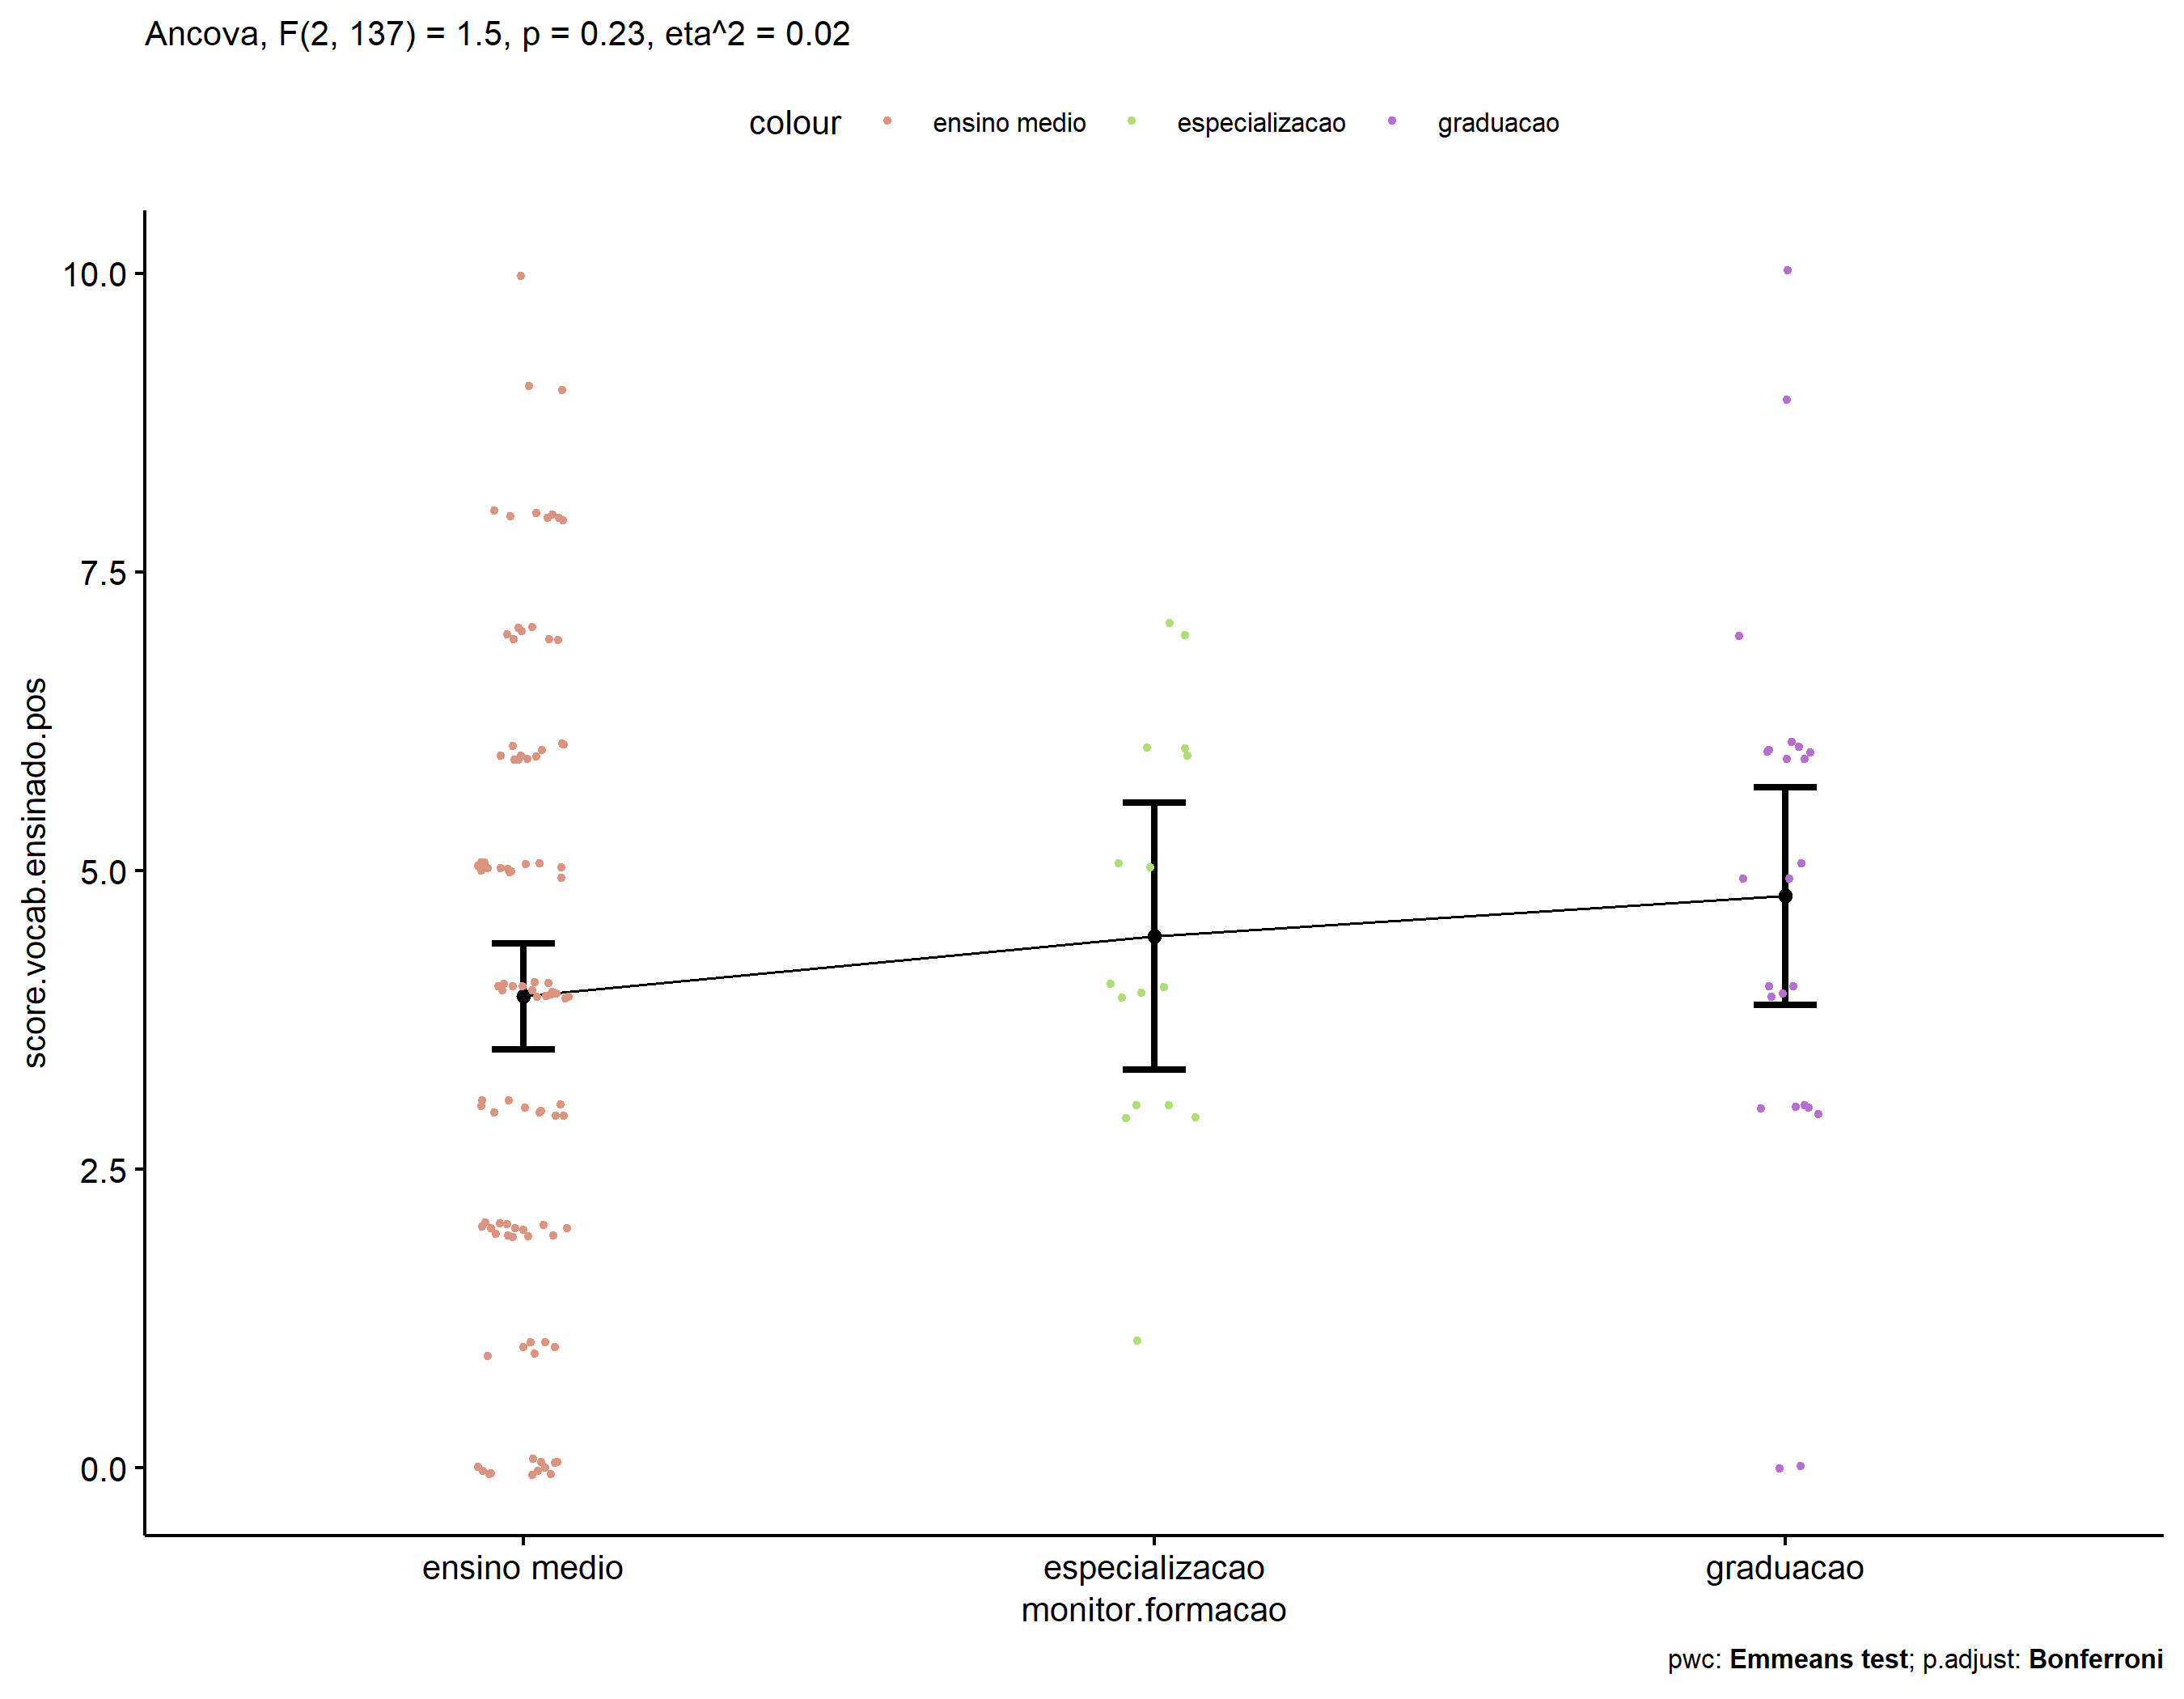 Ancova, F(2, 137) = 1.5, p = 0.23, eta^2 = 0.02
colour ensino medio especializacao graduacao
10.0
7.5
5.0
2.5
0.0
score.vocab.ensinado.pos
ensino medio especializacao graduacao
monitor.formacao
pwc: Emmeans test; p.adjust: Bonferroni